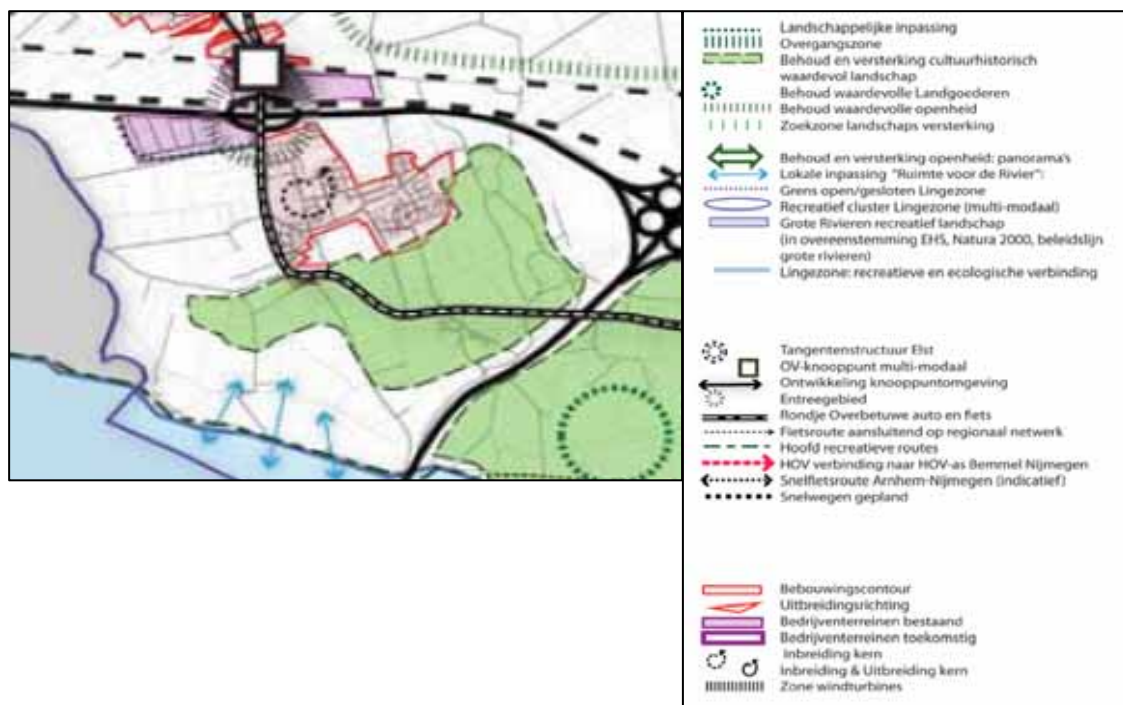 Landschappelijke inpassing
Overgangszone
Behoud en versterking cultuurhistorisch
waardevol landschap
Behoud waardevolle Landgoederen
Behoud waardevolle openheid
Zoekzone landschaps versterking
Behoud en versterking openheid: panorama's
Lokale inpassing "Ruimte voor de Rivier":
Grens open/gesloten Lingezone
Recreatief cluster Lingezone (multi-modaal)
Grote Rivieren recreatief landschap
(in overeenstemming EHS, Natura 2000, beleidslijn
grote rivieren)
Lingezone: recreatieve en ecologische verbinding
Tangentenstructuur Elst
OV-knooppunt multi-modaal
Ontwikkeling knooppuntomgeving
Entreegebied
Rondje Overbetuwe auto en fiets
Fietsroute aansluitend op regionaal netwerk
Hoofd recreatieve routes
HOV verbinding naar HOV-as Bemmel Nijmegen
Snelfietsroute Arnhem-Nijmegen (indicatief)
Snelwegen gepland
Bebouwingscontour
Uitbreidingsrichting
Bedrijventerreinen bestaand
Bedrijventerreinen toekomstig
Inbreiding kern
Inbreiding & Uitbreiding kern
Zone windturbines